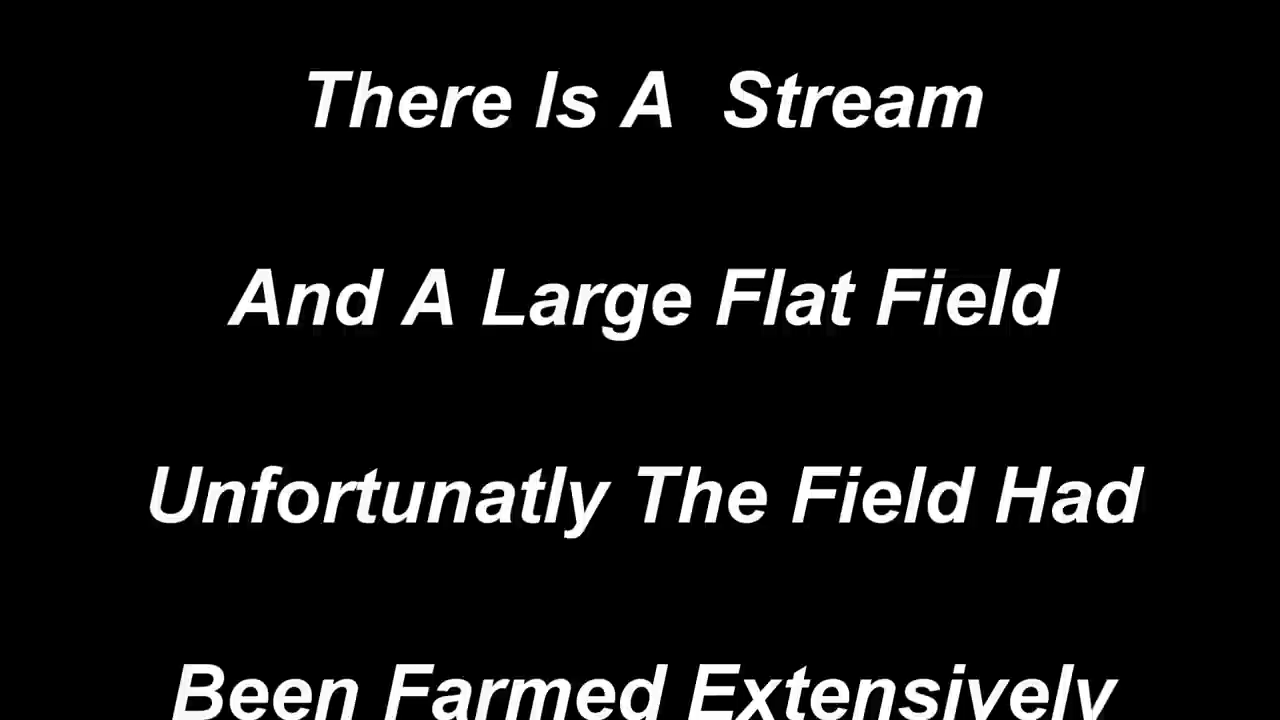 There Is A  Stream
And A Large Flat Field
Unfortunatly The Field Had
Been Farmed Extensively